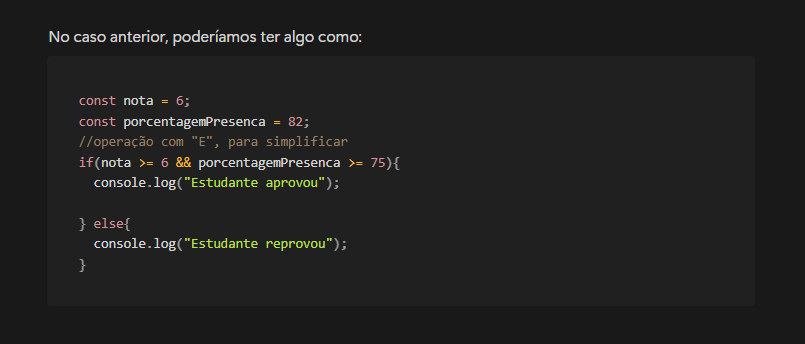 No caso anterior, poderíamos ter algo como:
const nota = 6;
const porcentagemPresenca = 82;
//operação com "E", para simplificar
if(nota >= 6 && porcentagemPresenca >= 75){
  console.log("Estudante aprovou");
} else{
  console.log("Estudante reprovou");
}